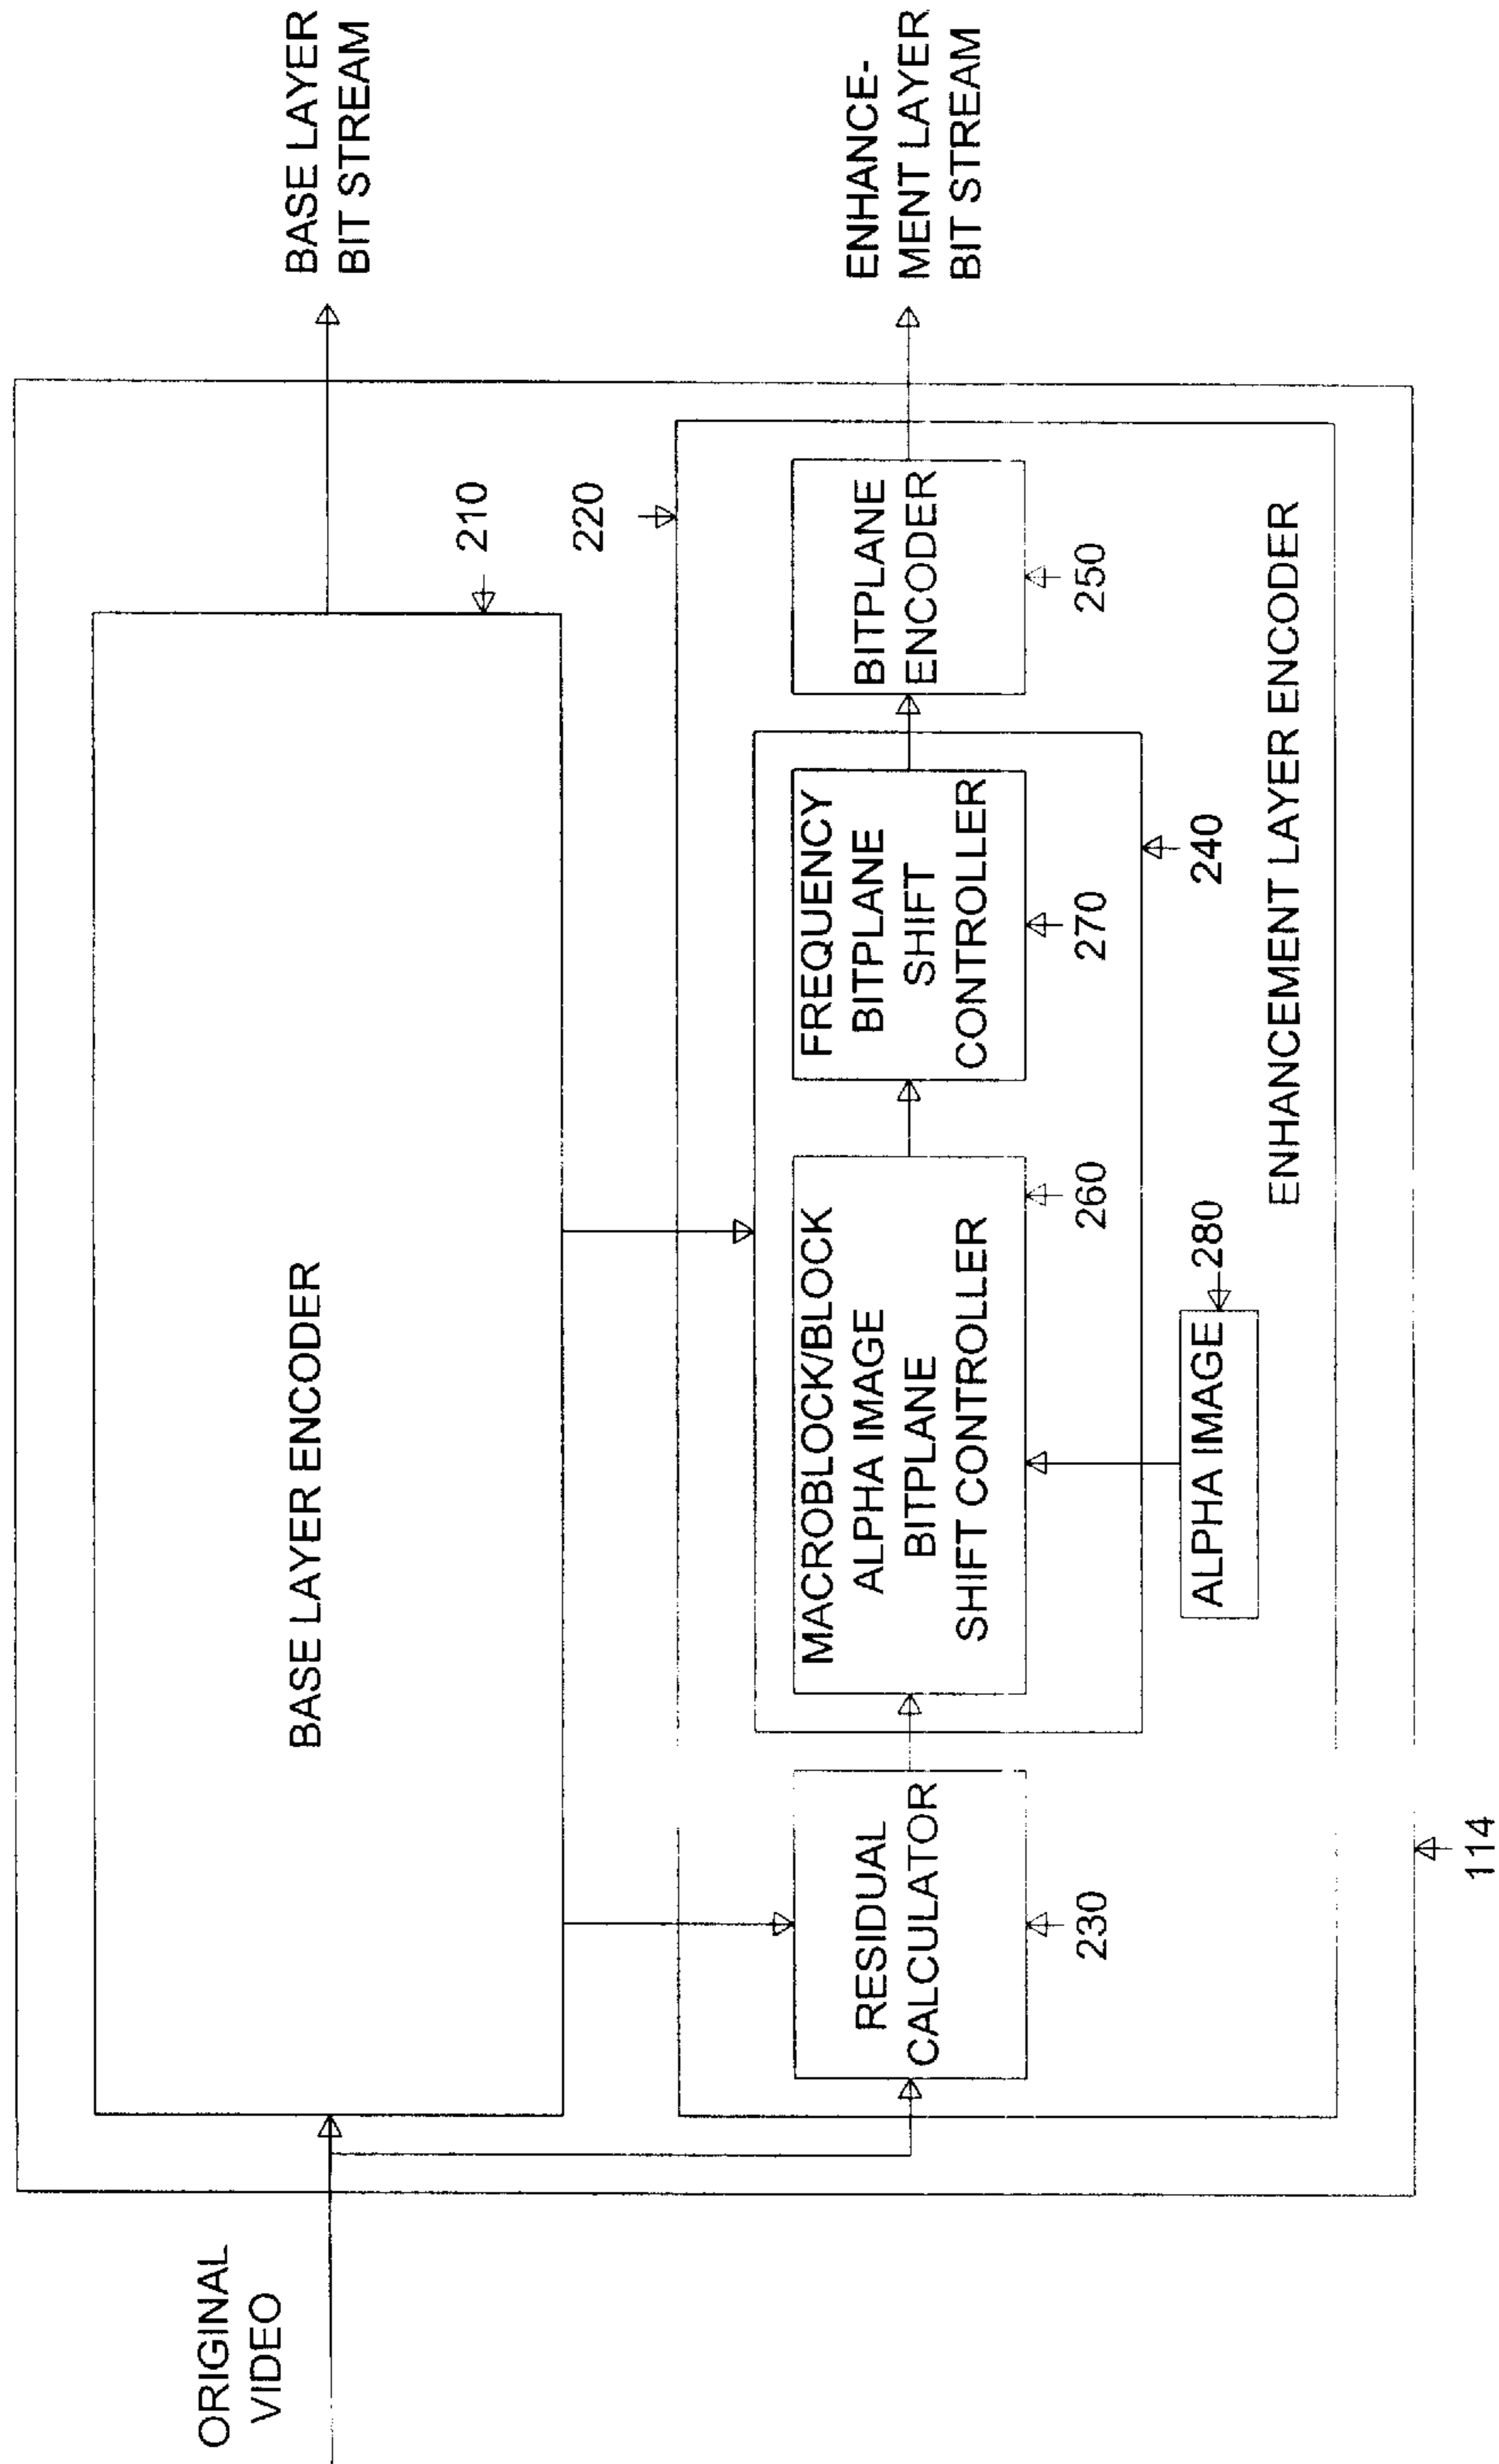 ORIGINAL
VIDEO
BASE LAYER ENCODER
210
BASE LAYER
BIT STREAM
220
RESIDUAL
CALCULATOR
230
MACROBLOCK/BLOCK
ALPHA IMAGE
BITPLANE
SHIFT CONTROLLER
260
FREQUENCY
BITPLANE
SHIFT
CONTROLLER
270
BITPLANE
ENCODER
250
ENHANCE-
MENT LAYER
BIT STREAM
240
ALPHA IMAGE
280
ENHANCEMENT LAYER ENCODER
114